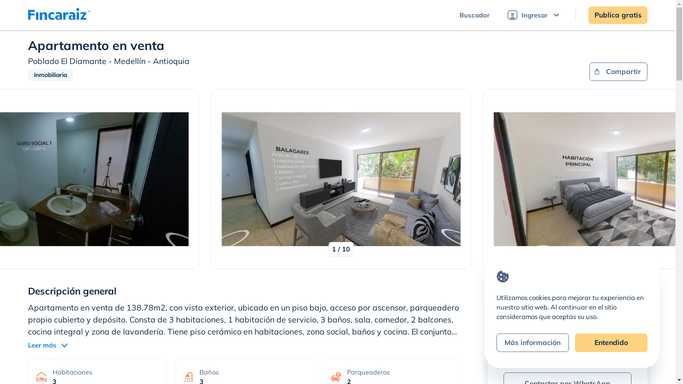 Fincaraiz
Buscador
Ingresar
Publica gratis
Apartamento en venta
Poblado El Diamante - Medellín - Antioquia
Inmobiliaria
Compartir
BALAGARES
HABITACIÓN
PRINCIPAL
1 / 10
Descripción general
Apartamento en venta de 138.78m2, con vista exterior, ubicado en un piso bajo, acceso por ascensor, parqueadero
propio cubierto y depósito. Consta de 3 habitaciones, 1 habitación de servicio, 3 baños, sala, comedor, 2 balcones,
cocina integral y zona de lavandería. Tiene piso cerámico en habitaciones, zona social, baños y cocina. El conjunto...
Leer más
Habitaciones
3
Baños
3
Parqueaderos
2
Utilizamos cookies para mejorar tu experiencia en
nuestro sitio web. Al continuar en el sitio
consideramos que aceptas su uso.
Más información
Entendido
Contactar por WhatsApp